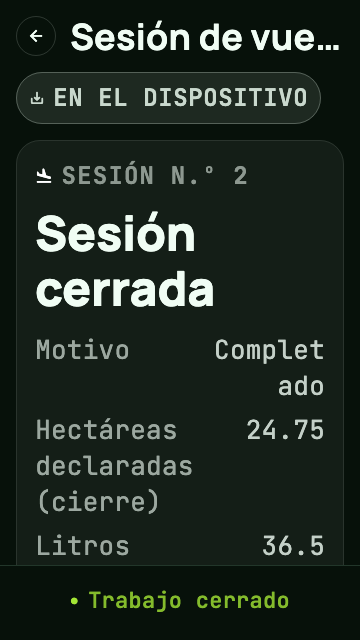 Sesión de vue...
EN EL DISPOSITIVO
SESIÓN N.º 2
Sesión
cerrada
Motivo Complet
ado
Hectáreas 24.75
declaradas
(cierre)
Litros 36.5
• Trabajo cerrado